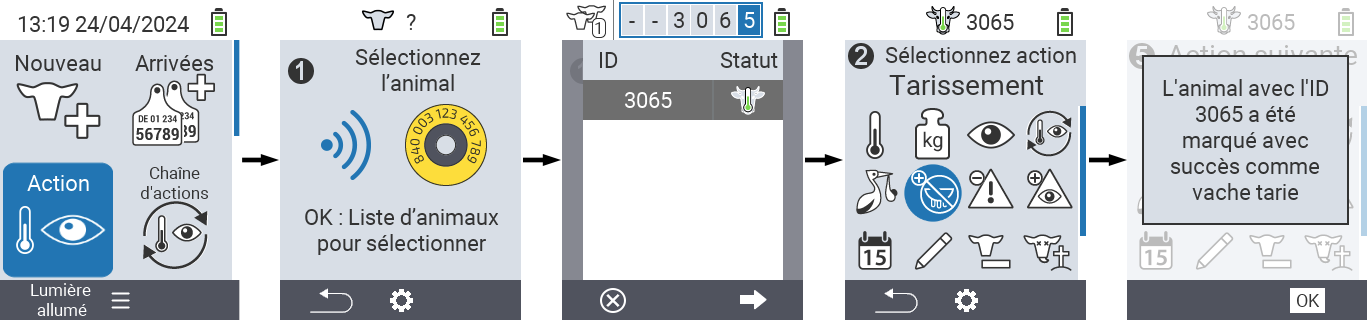 13:19 24/04/2024
Nouveau
Arrivées
DE 01 234
56789
234
39
Action
Chaîne
d'actions
Lumière
allumé
?
1
Sélectionnez
l’animal
840 003 123 456 789
OK : Liste d’animaux
pour sélectionner
1
- - 3 0 6 5
ID Statut
3065
3065
2 Sélectionnez action
Tarissement
kg
15
3065
5 Action suivante
L'animal avec l'ID
3065 a été
marqué avec
succès comme
vache tarie
15
OK